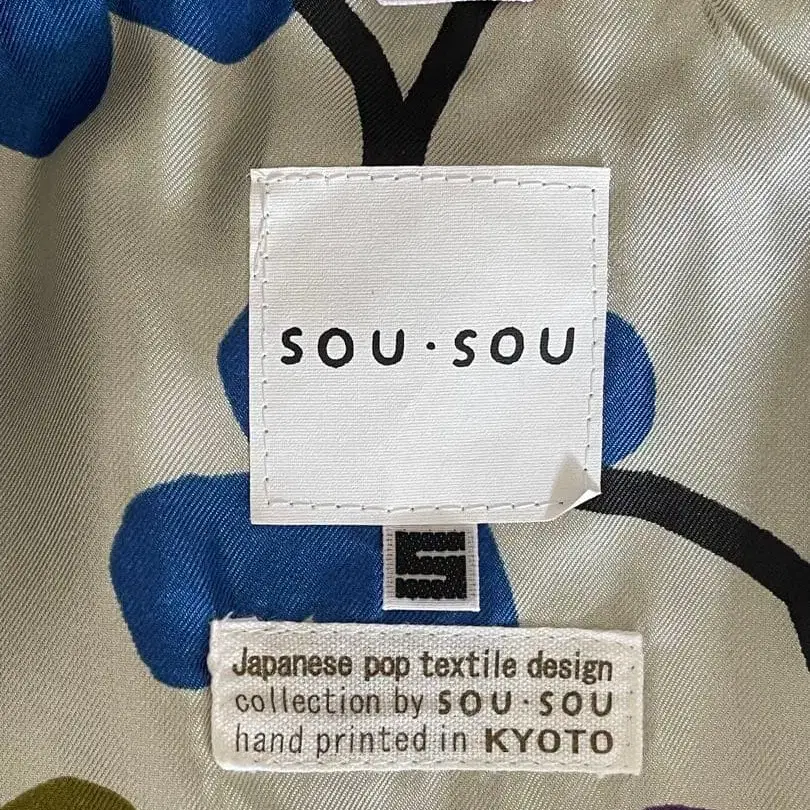 SOU・SOU
S
Japanese pop textile design
collection by SOU・SOU
hand printed in KYOTO